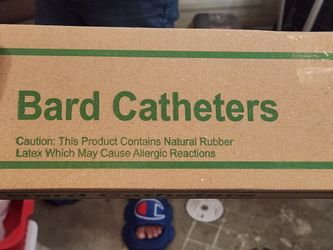 Bard Catheters
Caution: This Product Contains Natural Rubber
Latex Which May Cause Allergic Reactions